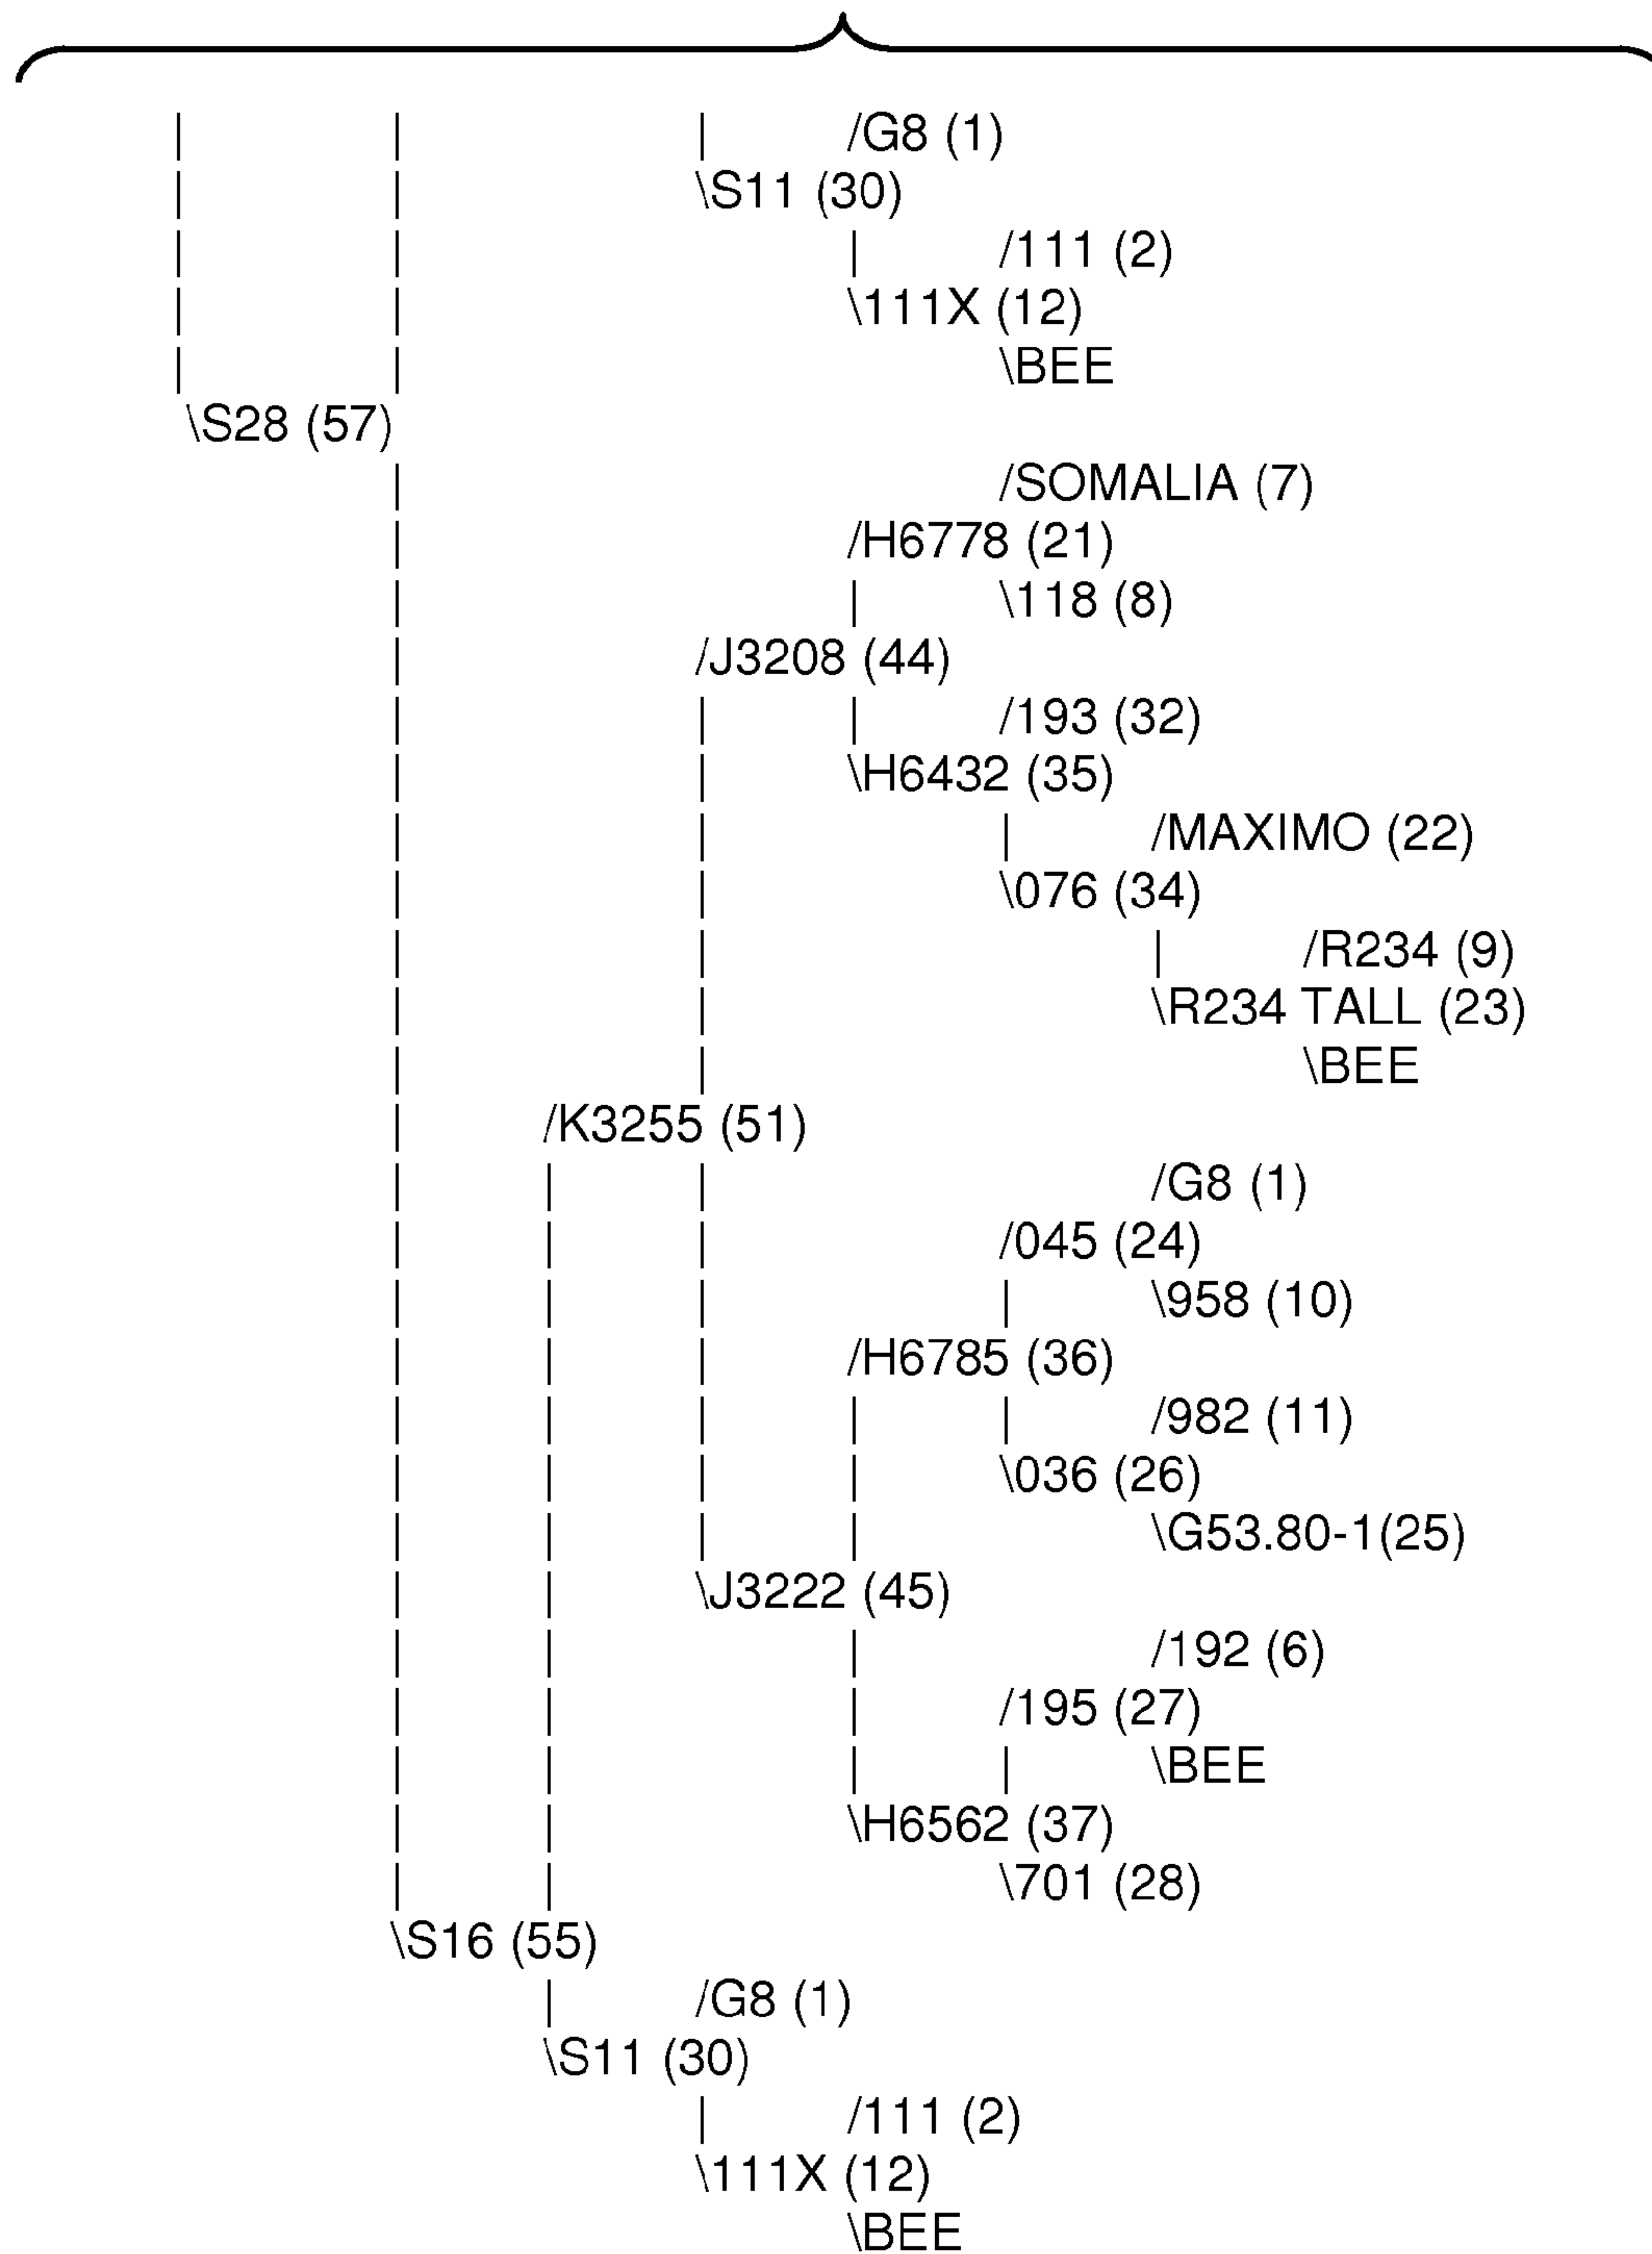 /G8 (1)
\S11 (30)
/111 (2)
\111X (12)
\BEE
\S28 (57)
/SOMALIA (7)
/H6778 (21)
\118 (8)
/J3208 (44)
/193 (32)
\H6432 (35)
/MAXIMO (22)
\076 (34)
/R234 (9)
\R234 TALL (23)
\BEE
/K3255 (51)
/G8 (1)
/045 (24)
\958 (10)
/H6785 (36)
/982 (11)
\036 (26)
\G53.80-1(25)
\J3222 (45)
/192 (6)
/195 (27)
\BEE
\H6562 (37)
\701 (28)
\S16 (55)
/G8 (1)
\S11 (30)
/111 (2)
\111X (12)
\BEE